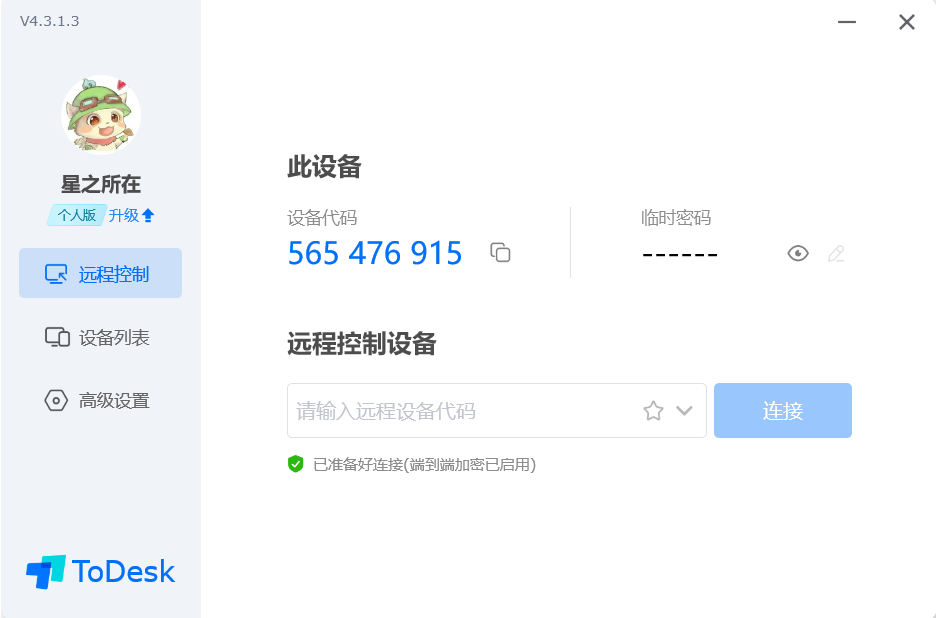 V4.3.1.3
星之所在
个人版 升级
远程控制
设备列表
高级设置
ToDesk
此设备
设备代码
565 476 915
临时密码
------
远程控制设备
请输入远程设备代码
连接
已准备好连接(端到端加密已启用)